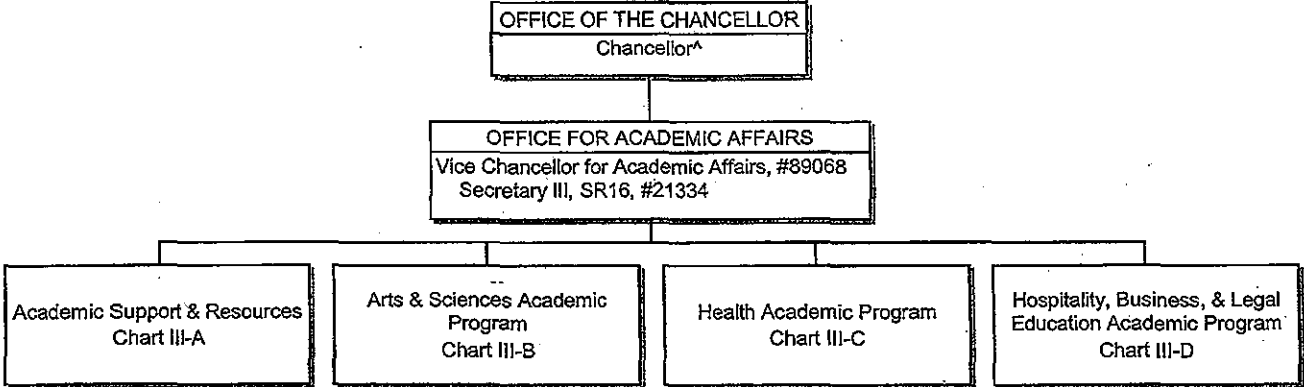 OFFICE OF THE CHANCELLOR
Chancellor^
OFFICE FOR ACADEMIC AFFAIRS
Vice Chancellor for Academic Affairs, #89068
Secretary III, SR16, #21334
Academic Support & Resources
Chart III-A
Arts & Sciences Academic
Program
Chart III-B
Health Academic Program
Chart III-C
Hospitality, Business, & Legal
Education Academic Program
Chart III-D